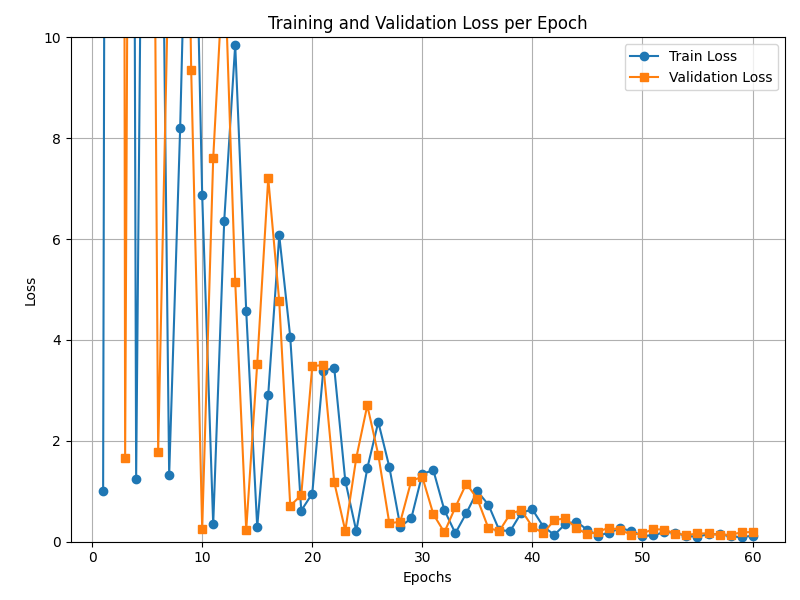 Training and Validation Loss per Epoch
Train Loss
Validation Loss
Loss
10
8
6
4
2
0
0 10 20 30 40 50 60
Epochs